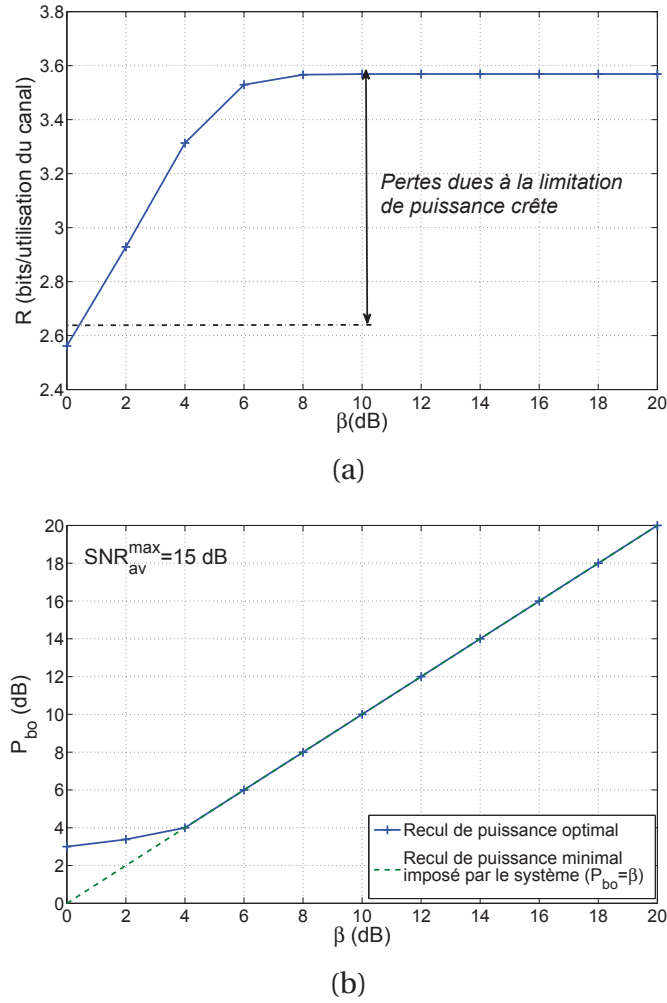 3.8
3.6
3.4
3.2
3
2.8
2.6
2.4
R (bits/utilisation du canal)
Pertes dues à la limitation
de puissance crête
0 2 4 6 8 10 12 14 16 18 20
β(dB)
(a)
20
18
16
14
12
10
8
6
4
2
0
P_bo (dB)
SNR_av^max=15 dB
Recul de puissance optimal
Recul de puissance minimal
imposé par le système (P_bo=β)
0 2 4 6 8 10 12 14 16 18 20
β (dB)
(b)